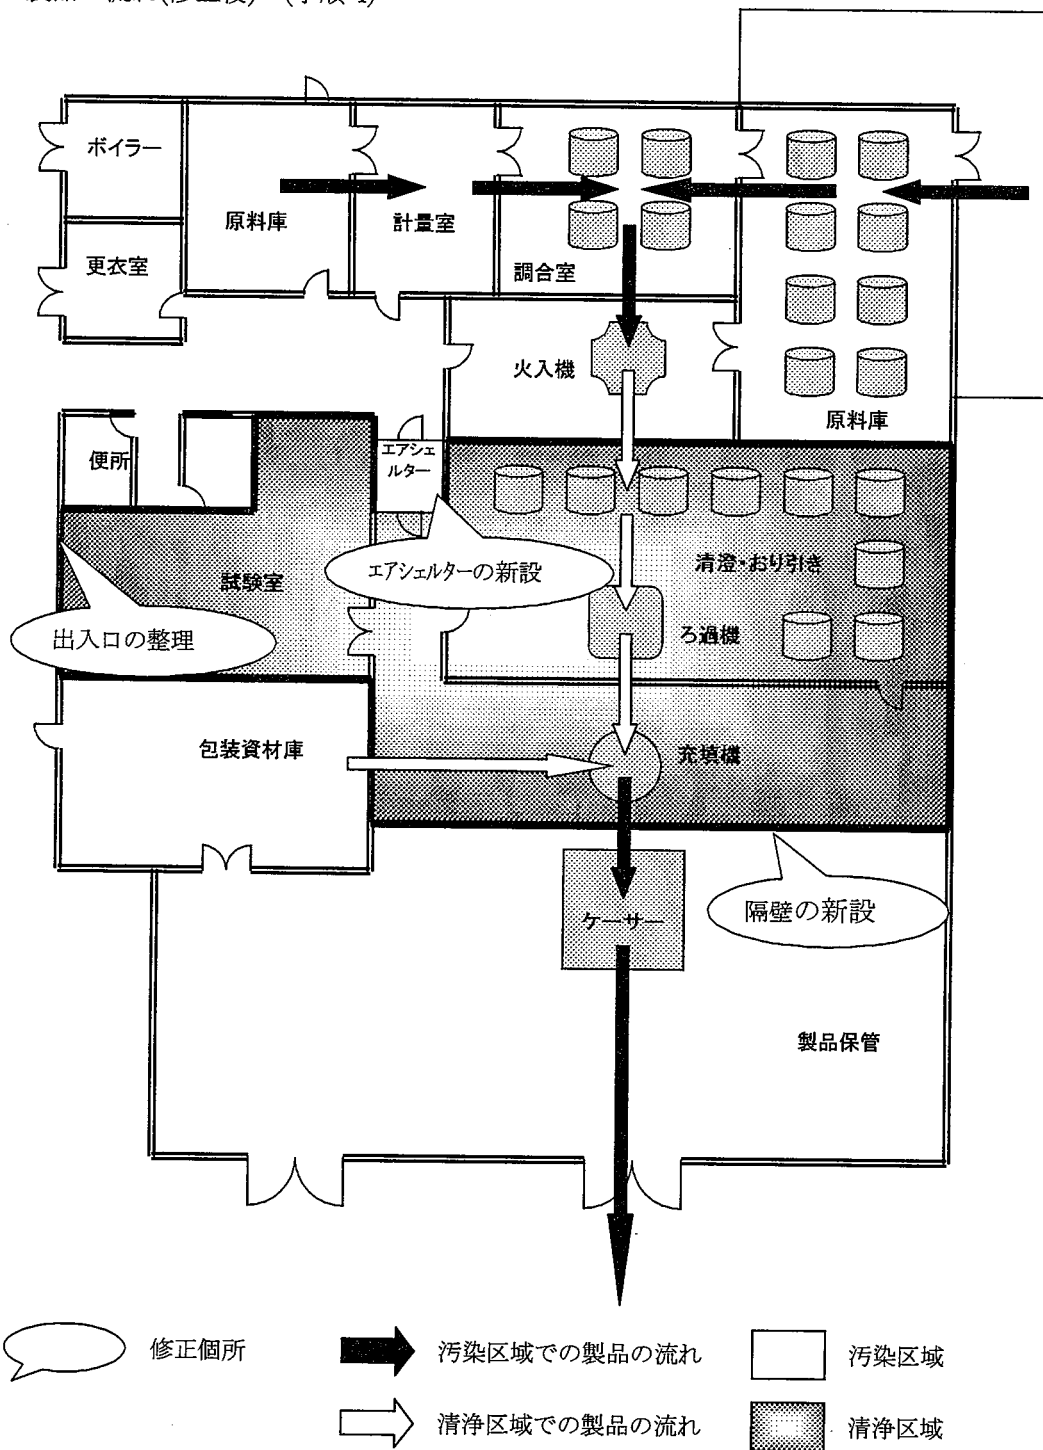 ボイラー
原料庫
計量室
調合室
更衣室
火入機
原料庫
便所
エアシェ
ルター
エアシェルターの新設
清澄・おり引き
試験室
出入口の整理
ろ過機
包装資材庫
充填機
ケーサー
隔壁の新設
製品保管
修正個所
汚染区域での製品の流れ
汚染区域
清浄区域での製品の流れ
清浄区域